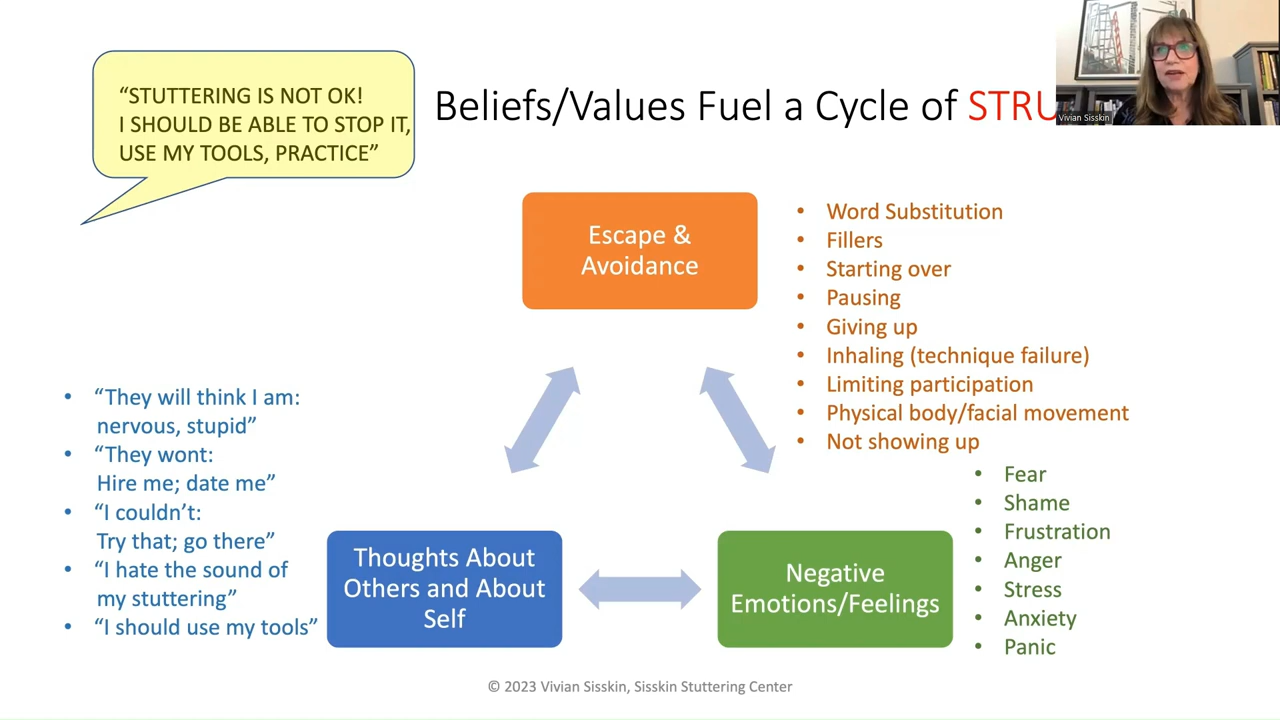 “STUTTERING IS NOT OK!
I SHOULD BE ABLE TO STOP IT,
USE MY TOOLS, PRACTICE”
Beliefs/Values Fuel a Cycle of
Vivian Sisskin
Escape &
Avoidance
• Word Substitution
• Fillers
• Starting over
• Pausing
• Giving up
• Inhaling (technique failure)
• Limiting participation
• Physical body/facial movement
• Not showing up
• “They will think I am:
nervous, stupid”
• “They wont:
Hire me; date me”
• “I couldn’t:
Try that; go there”
• “I hate the sound of
my stuttering”
• “I should use my tools”
Thoughts About
Others and About
Self
Negative
Emotions/Feelings
• Fear
• Shame
• Frustration
• Anger
• Stress
• Anxiety
• Panic
© 2023 Vivian Sisskin, Sisskin Stuttering Center